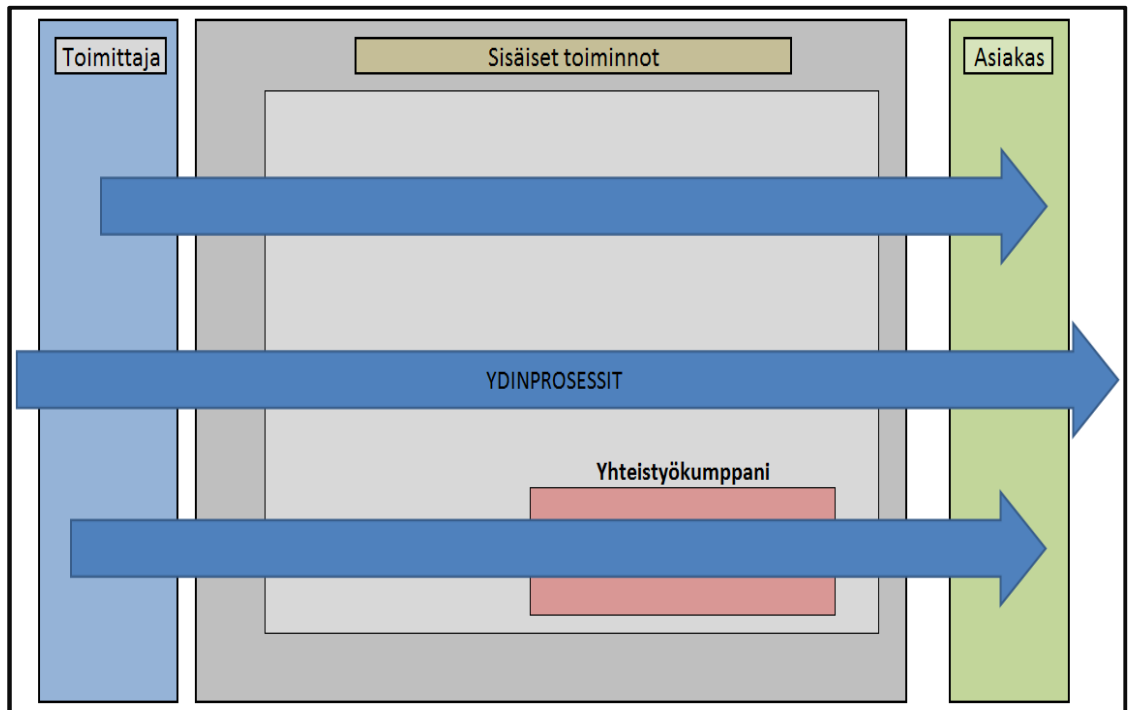 Toimittaja
Sisäiset toiminnot
Asiakas
YDINPROSESSIT
Yhteistyökumppani